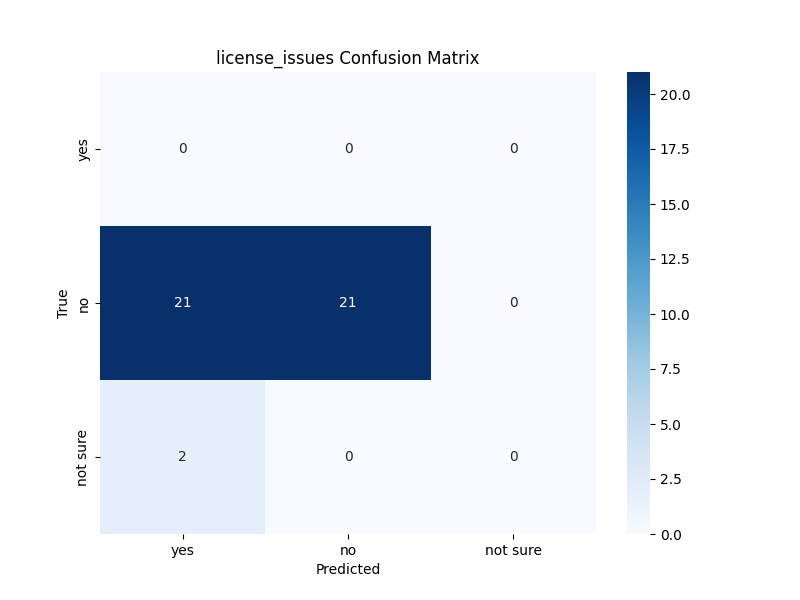 license_issues Confusion Matrix
yes
0 0 0
no
21 21 0
not sure
2 0 0
True
yes no not sure
Predicted
20.0
17.5
15.0
12.5
10.0
7.5
5.0
2.5
0.0